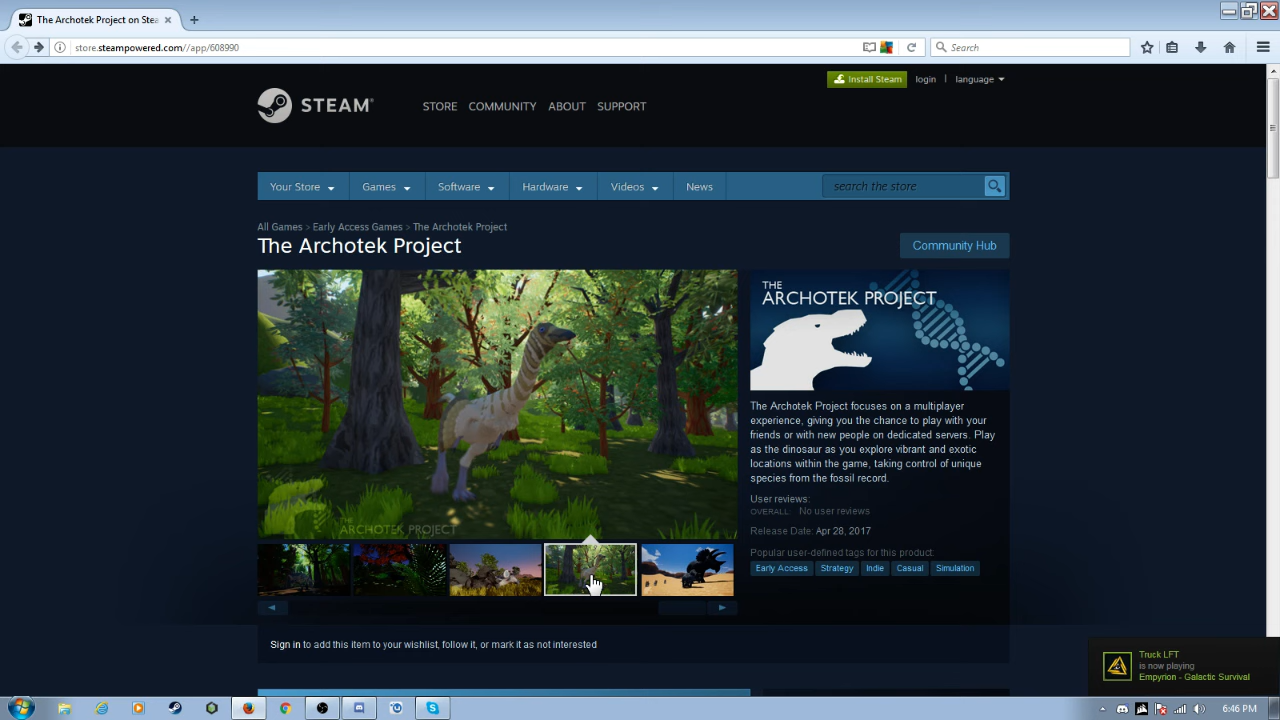 The Archotek Project on Stea
store.steampowered.com//app/608990
Search
Install Steam
login
language
STEAM®
STORE
COMMUNITY
ABOUT
SUPPORT
Your Store
Games
Software
Hardware
Videos
News
search the store
All Games > Early Access Games > The Archotek Project
The Archotek Project
Community Hub
THE
ARCHOTEK PROJECT
THE
ARCHOTEK PROJECT
The Archotek Project focuses on a multiplayer
experience, giving you the chance to play with your
friends or with new people on dedicated servers. Play
as the dinosaur as you explore vibrant and exotic
locations within the game, taking control of unique
species from the fossil record.
User reviews:
OVERALL: No user reviews
Release Date: Apr 28, 2017
Popular user-defined tags for this product:
Early Access
Strategy
Indie
Casual
Simulation
Sign in to add this item to your wishlist, follow it, or mark it as not interested
Truck LFT
is now playing
Empyrion - Galactic Survival
6:46 PM